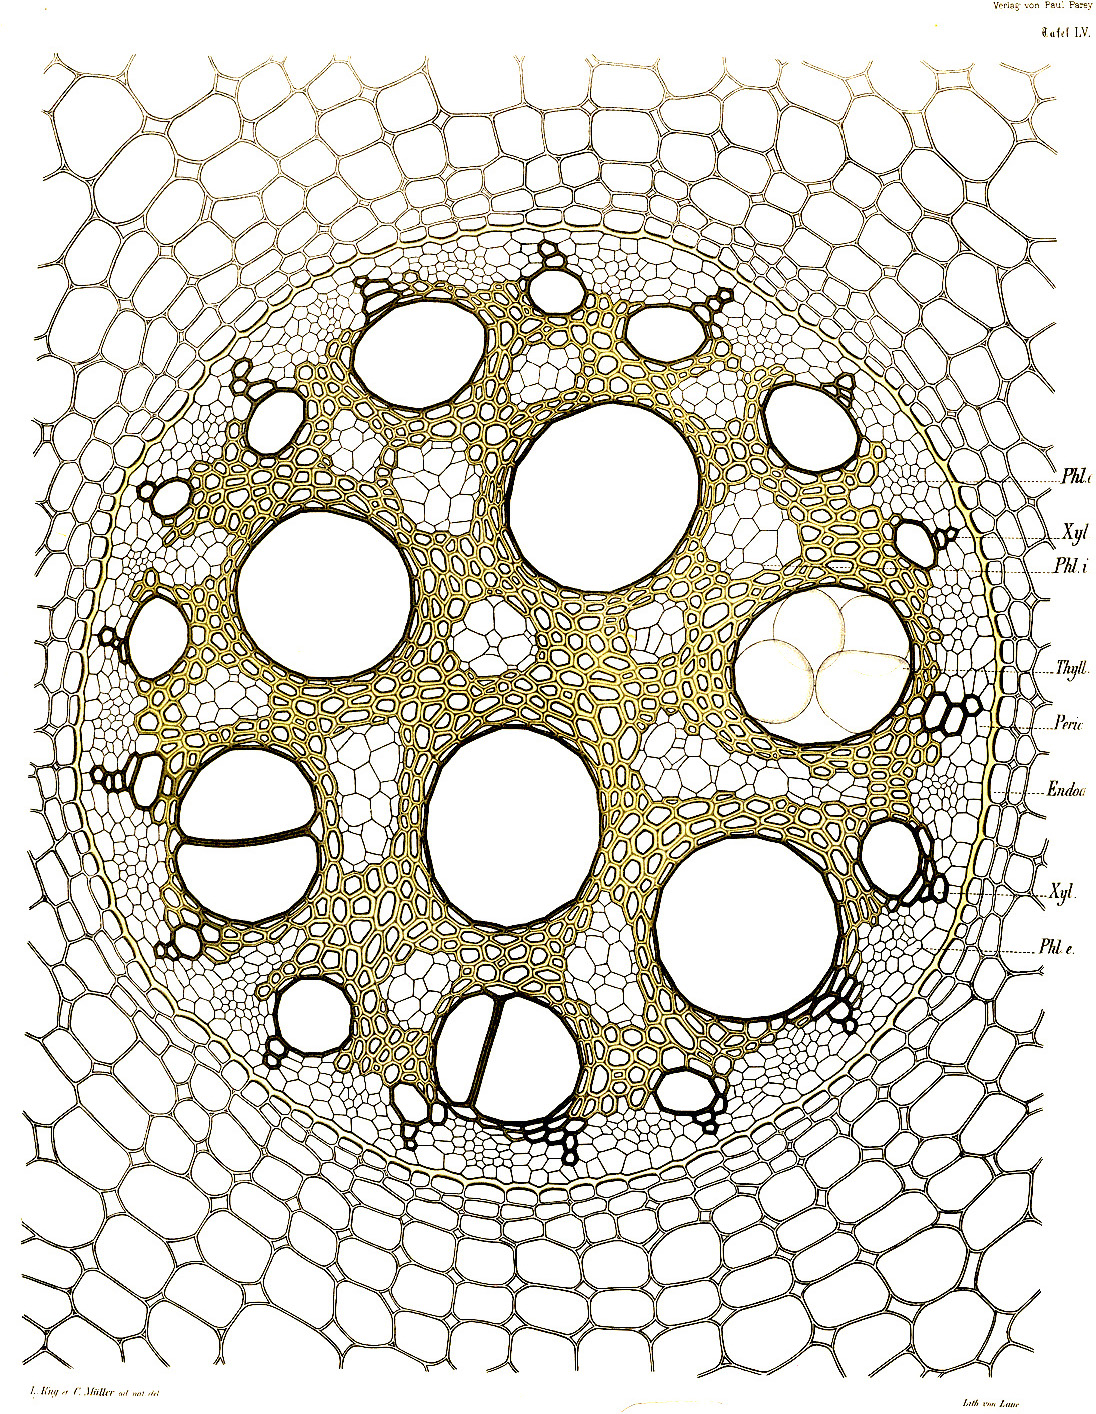 Verlag von Paul Parey
Tafel LV.
Phl.e
Xyl
Phl.i
Thyll.
Peric
Endod
Xyl.
Phl.e.
L. Kny & C. Müller ad nat. del.
Lith. von Laue